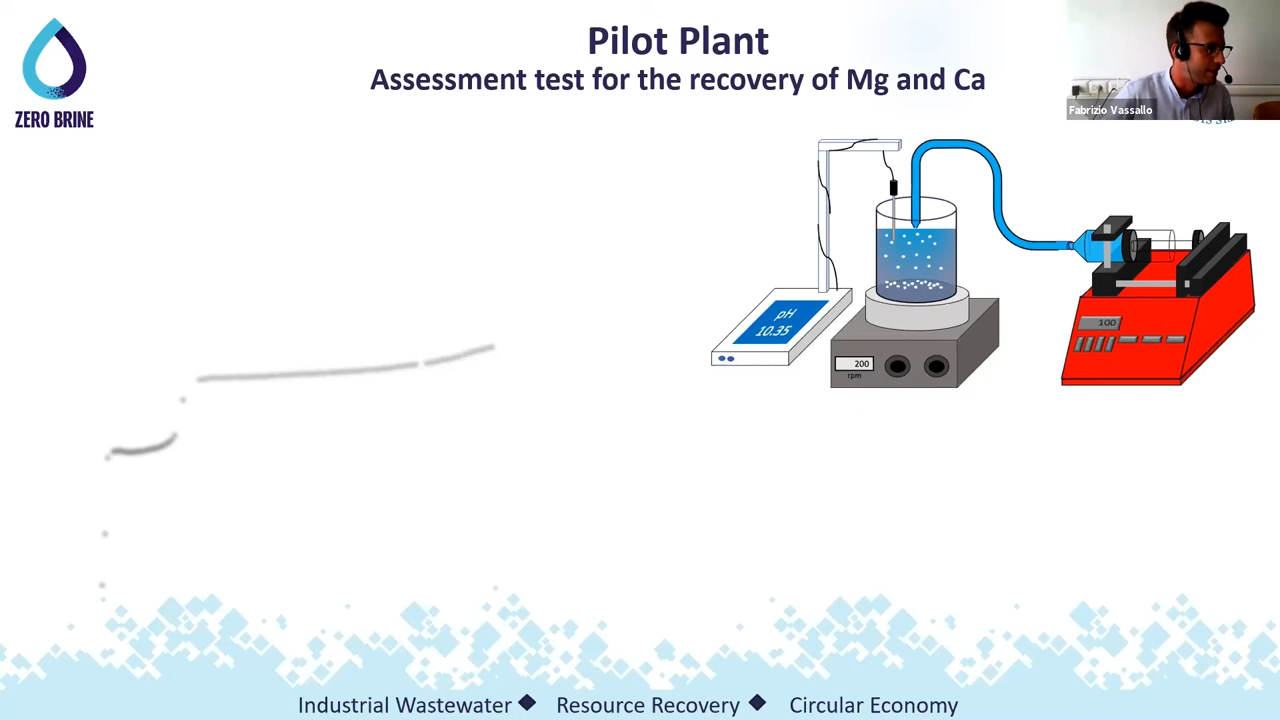 Pilot Plant
Assessment test for the recovery of Mg and Ca
ZERO BRINE
Fabrizio Vassallo
pH
10.35
200
rpm
100
Industrial Wastewater Resource Recovery Circular Economy